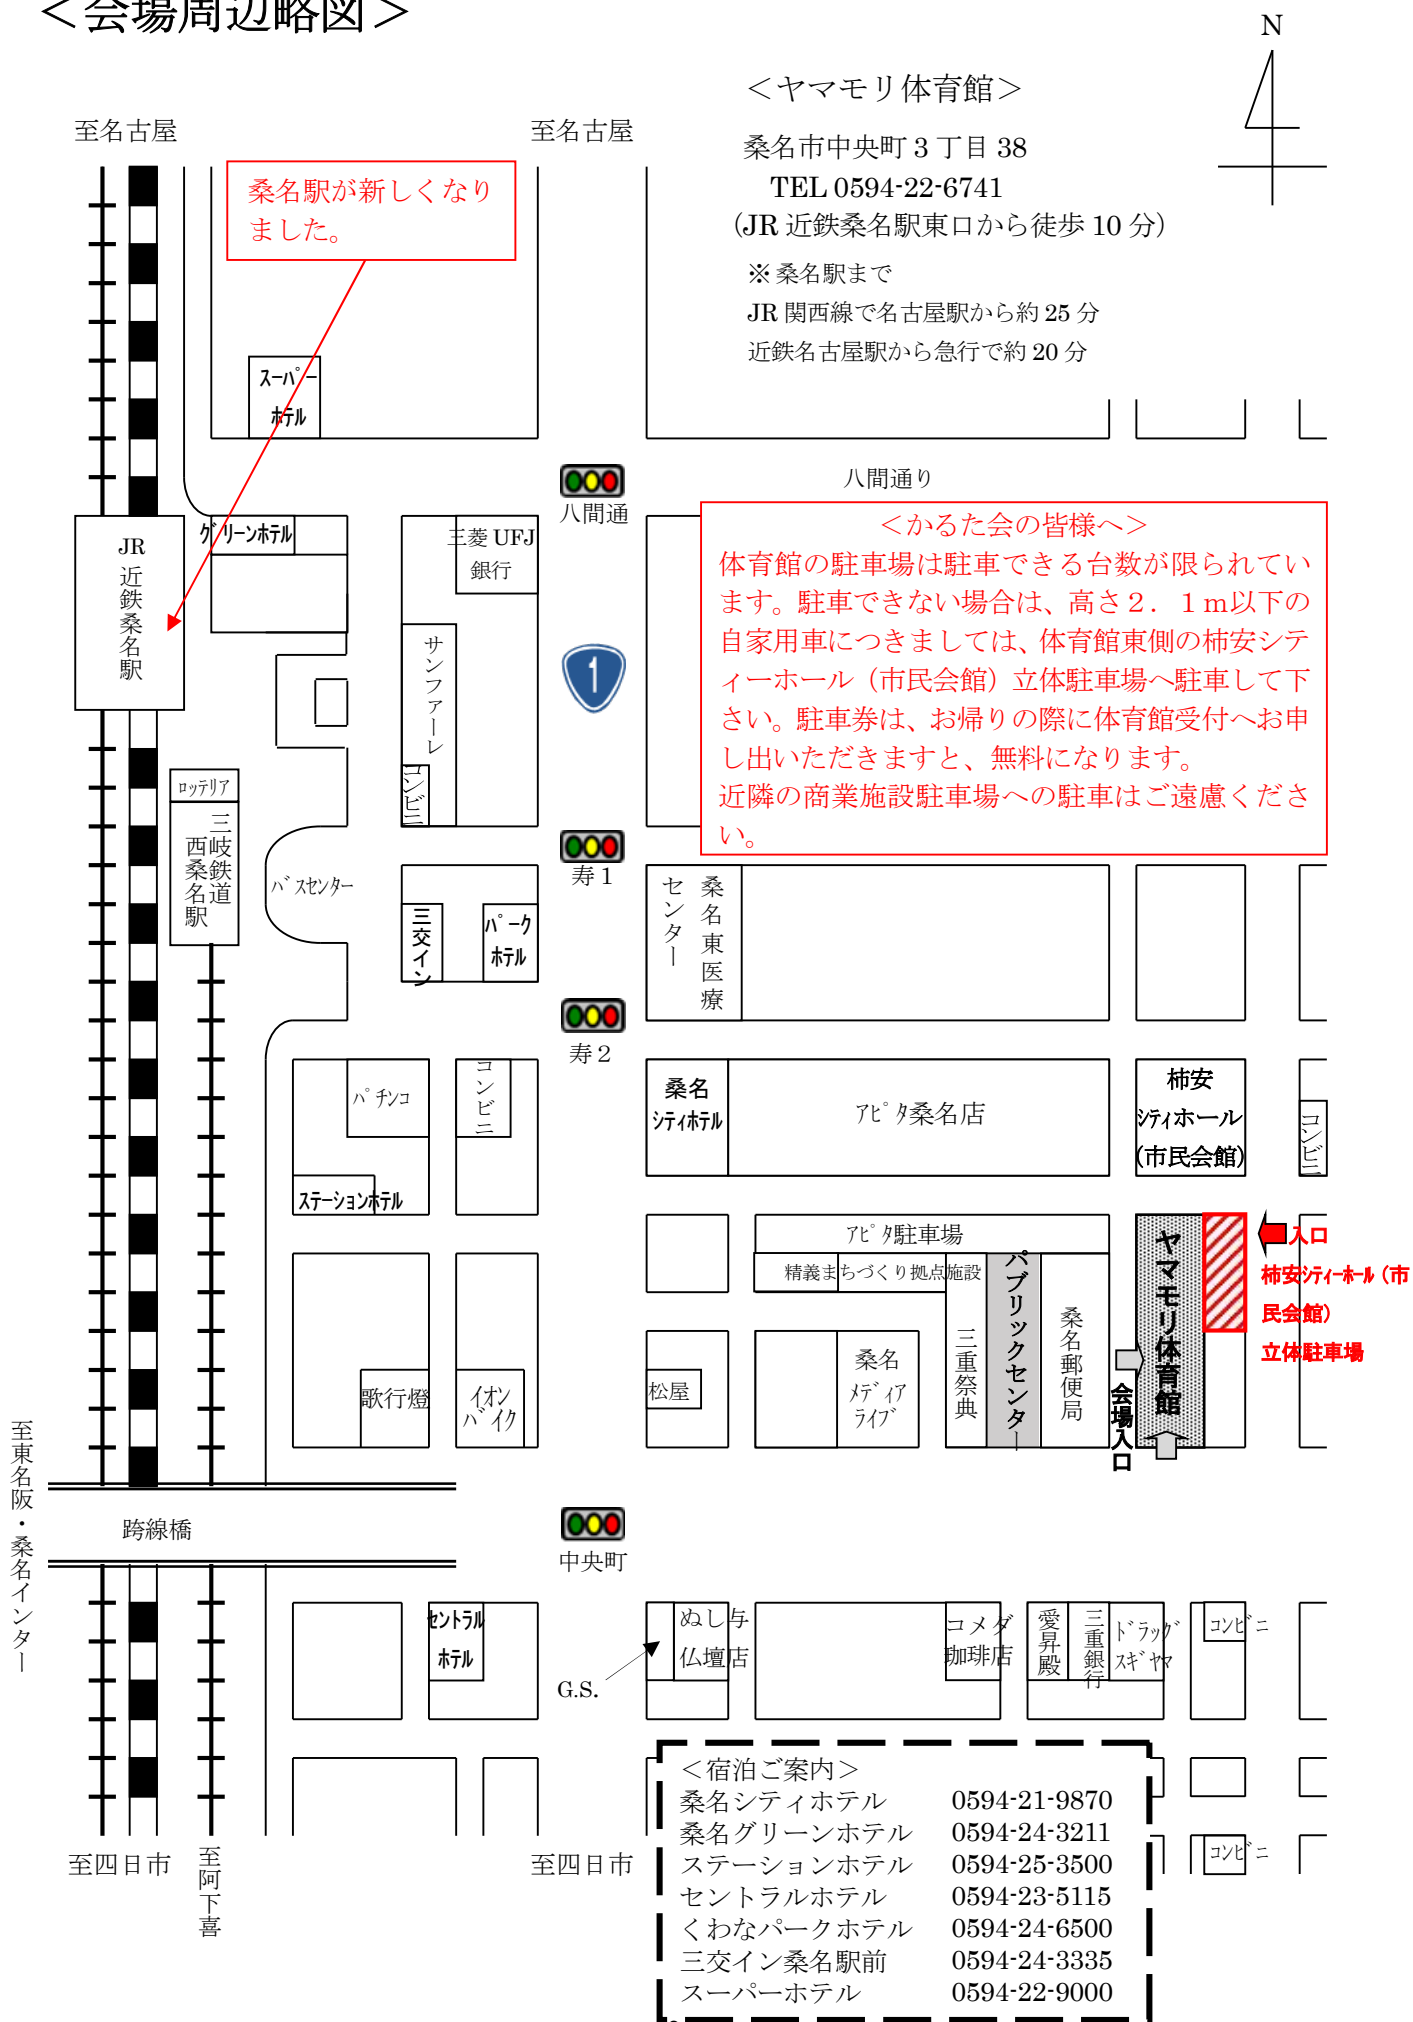 ＜会場周辺略図＞
N
＜ヤマモリ体育館＞
桑名市中央町３丁目38
TEL 0594-22-6741
（JR 近鉄桑名駅東口から徒歩 10 分）
※桑名駅まで
JR 関西線で名古屋駅から約 25 分
近鉄名古屋駅から急行で約 20 分
至名古屋
至名古屋
桑名駅が新しくなり
ました。
スーパー
ホテル
八間通
八間通り
グリーンホテル
三菱 UFJ
銀行
JR
近鉄桑名駅
サンファーレ
コンビニ
1
＜かるた会の皆様へ＞
体育館の駐車場は駐車できる台数が限られてい
ます。駐車できない場合は、高さ２．１ｍ以下の
自家用車につきましては、体育館東側の柿安シテ
ィーホール（市民会館）立体駐車場へ駐車して下
さい。駐車券は、お帰りの際に体育館受付へお申
し出いただきますと、無料になります。
近隣の商業施設駐車場への駐車はご遠慮くださ
い。
ロッテリア
三岐鉄道
西桑名駅
バスセンター
寿１
三交イン
パーク
ホテル
桑名東医療
センター
寿２
パチンコ
コンビニ
ステーションホテル
桑名
シティホテル
アピタ桑名店
柿安
シティホール
(市民会館)
コンビニ
アピタ駐車場
精義まちづくり拠点施設
三重祭典
パブリックセンター
桑名郵便局
ヤマモリ体育館
会場入口
入口
柿安シティーホール（市
民会館）
立体駐車場
歌行燈
イオン
バイク
松屋
桑名
メディア
ライブ
至東名阪・桑名インター
跨線橋
中央町
セントラル
ホテル
G.S.
ぬし与
仏壇店
コメダ
珈琲店
愛昇殿
三重銀行
ドラッグ
スギヤマ
コンビニ
コンビニ
至四日市
至阿下喜
至四日市
＜宿泊ご案内＞
桑名シティホテル 0594-21-9870
桑名グリーンホテル 0594-24-3211
ステーションホテル 0594-25-3500
セントラルホテル 0594-23-5115
くわなパークホテル 0594-24-6500
三交イン桑名駅前 0594-24-3335
スーパーホテル 0594-22-9000